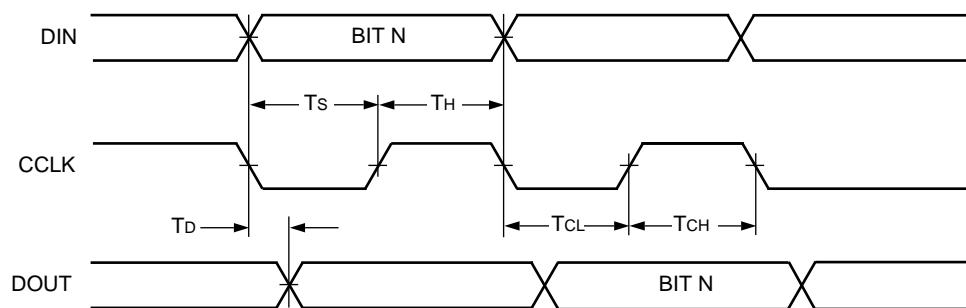 DIN
BIT N
TS
TH
CCLK
TD
TCL
TCH
DOUT
BIT N